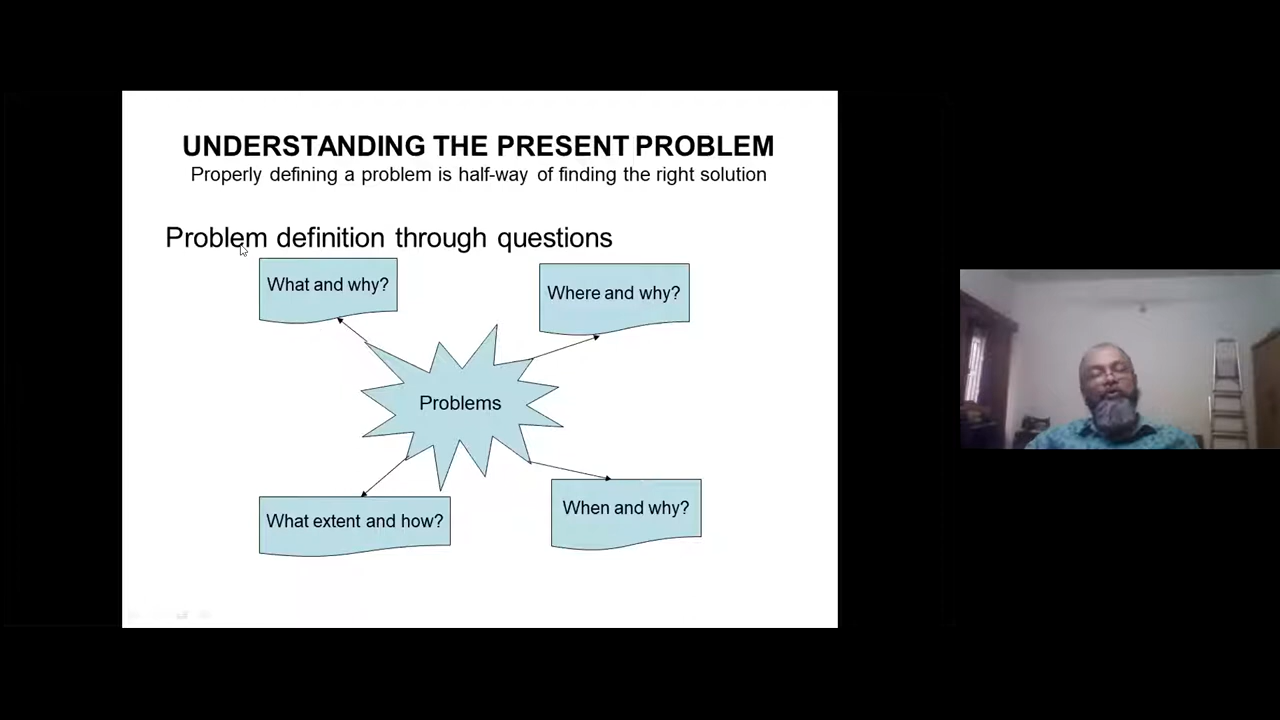 UNDERSTANDING THE PRESENT PROBLEM
Properly defining a problem is half-way of finding the right solution
Problem definition through questions
What and why?
Where and why?
Problems
What extent and how?
When and why?